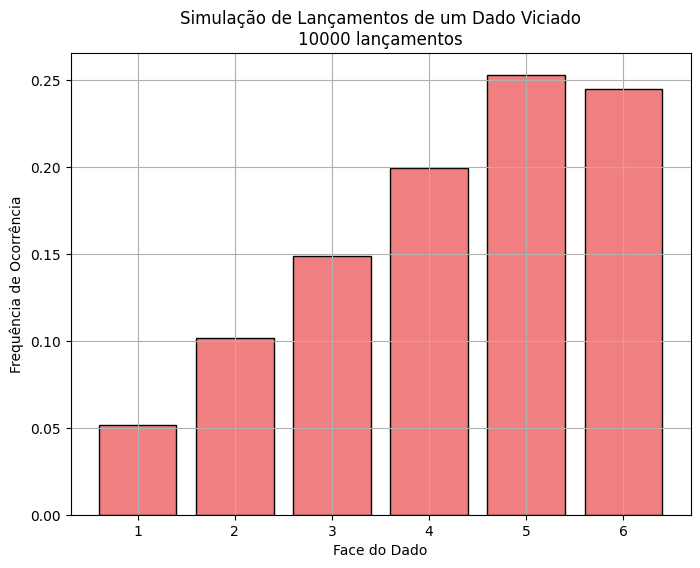 Simulação de Lançamentos de um Dado Viciado
10000 lançamentos
0.25
0.20
0.15
0.10
0.05
0.00
Frequência de Ocorrência
1 2 3 4 5 6
Face do Dado